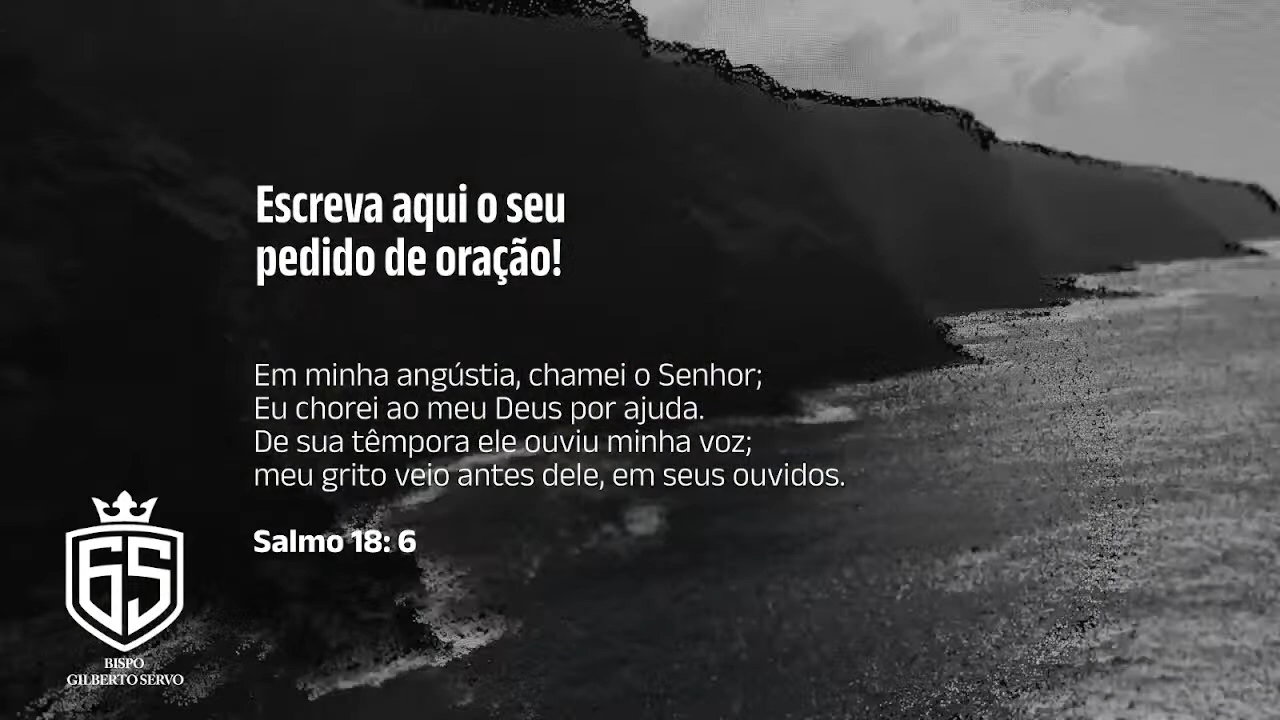 Escreva aqui o seu
pedido de oração!
Em minha angústia, chamei o Senhor;
Eu chorei ao meu Deus por ajuda.
De sua têmpora ele ouviu minha voz;
meu grito veio antes dele, em seus ouvidos.
Salmo 18: 6
GS
BISPO
GILBERTO SERVO